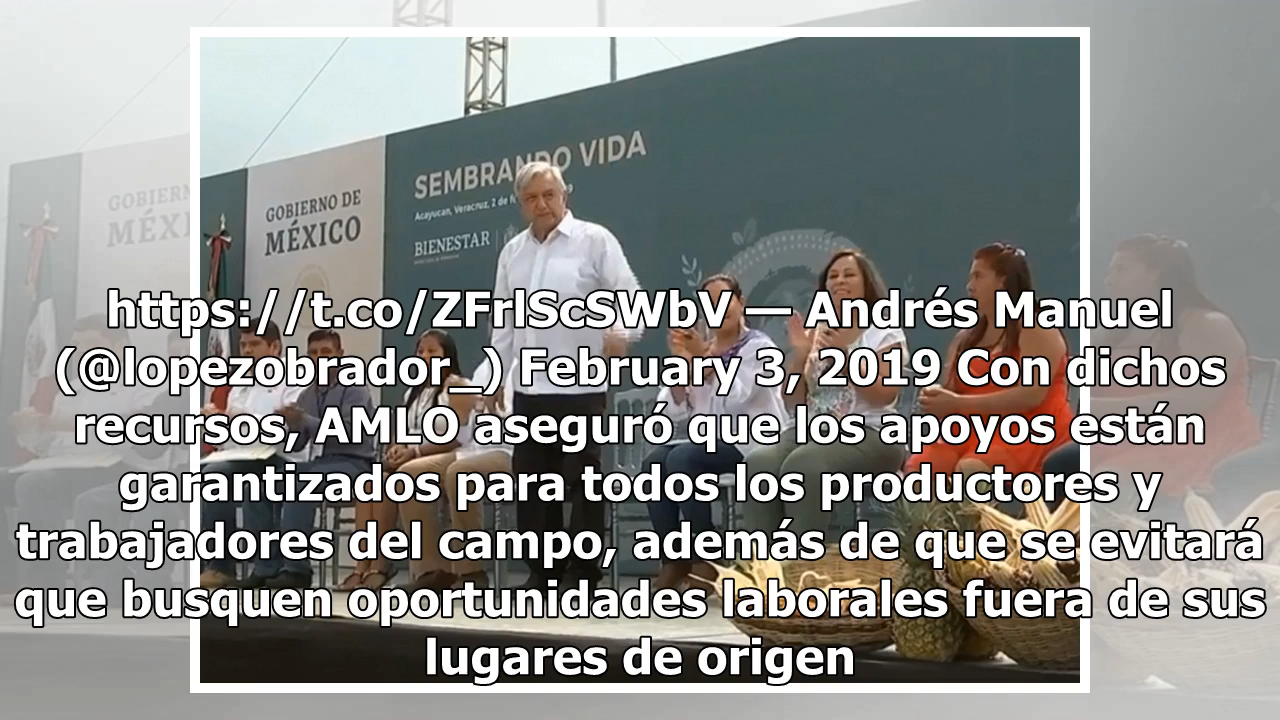 GOBIERNO DE
MÉXICO
SEMBRANDO VIDA
Acayucan, Veracruz, 2 de
BIENESTAR
https://t.co/ZFrlScSWbV — Andrés Manuel
(@lopezobrador_) February 3, 2019 Con dichos
recursos, AMLO aseguró que los apoyos están
garantizados para todos los productores y
trabajadores del campo, además de que se evitará
que busquen oportunidades laborales fuera de sus
lugares de origen